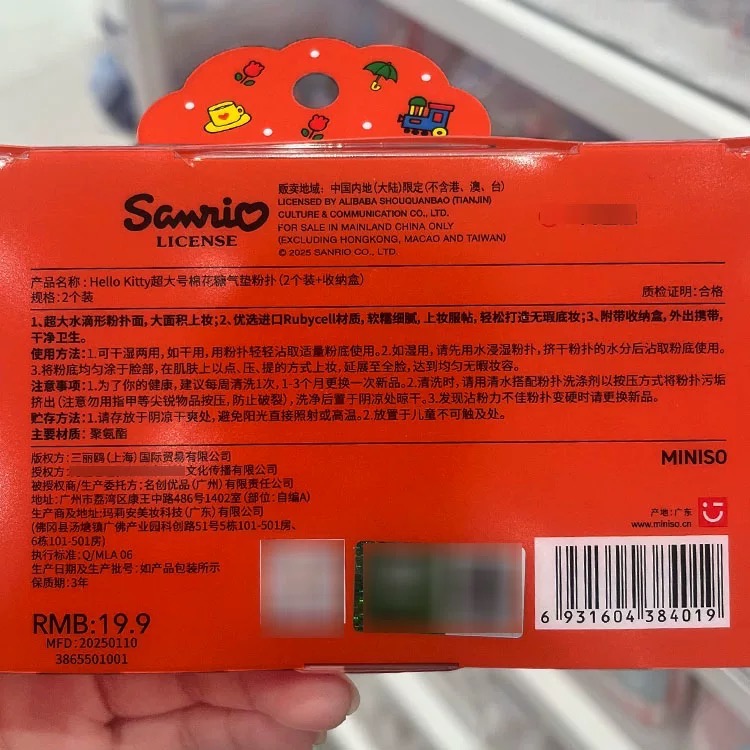 Sanrio
LICENSE
贩卖地域：中国内地(大陆)限定(不含港、澳、台)
LICENSED BY ALIBABA SHOUQUANBAO (TIANJIN)
CULTURE & COMMUNICATION CO., LTD.
FOR SALE IN MAINLAND CHINA ONLY
(EXCLUDING HONGKONG, MACAO AND TAIWAN)
© 2025 SANRIO CO., LTD.
产品名称：Hello Kitty超大号棉花糖气垫粉扑(2个装+收纳盒)
规格：2个装
质检证明：合格
1、超大水滴形粉扑面，大面积上妆；2、优选进口Rubycell材质，软糯细腻，上妆服帖，轻松打造无瑕底妆；3、附带收纳盒，外出携带，
干净卫生。
使用方法：1.可干湿两用，如干用，用粉扑轻轻沾取适量粉底使用。2.如湿用，请先用水浸湿粉扑，挤干粉扑的水分后沾取粉底使用。
3.将粉底均匀涂于脸部，在肌肤上以点、压、提的方式上妆，延展至全脸，达到均匀无暇妆容。
注意事项：1.为了你的健康，建议每周清洗1次，1-3个月更换一次新品。2.清洗时，请用清水搭配粉扑洗涤剂以按压方式将粉扑污垢
挤出(注意勿用指甲等尖锐物品按压，防止破裂)，洗净后置于阴凉处晾干。3.发现沾粉力不佳粉扑变硬时请更换新品。
贮存方法：1.请存放于阴凉干爽处，避免阳光直接照射或高温。2.放置于儿童不可触及处。
主要材质：聚氨酯
版权方：三丽鸥(上海)国际贸易有限公司
授权方：文化传播有限公司
被授权商/生产委托方：名创优品(广州)有限责任公司
地址：广州市荔湾区康王中路486号1402室(部位：自编A)
生产商及地址：玛莉安美妆科技(广东)有限公司
(佛冈县汤塘镇广佛产业园科创路51号5栋101-501房、
6栋101-501房)
执行标准：Q/MLA 06
生产日期及生产批号：如产品包装所示
保质期：3年
MINISO
产地：广东
www.miniso.cn
RMB:19.9
MFD:20250110
3865501001
6 931604 384019